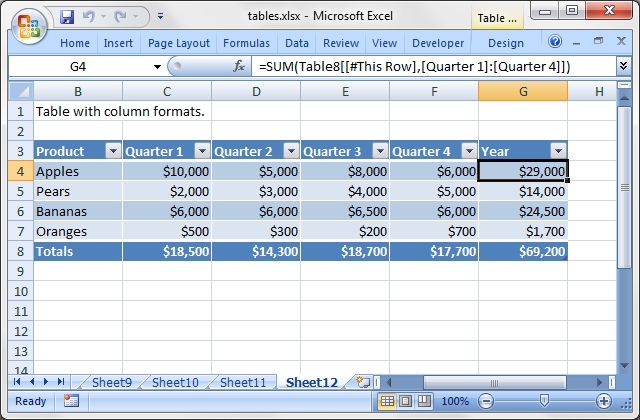 tables.xlsx - Microsoft Excel Table ...
Home Insert Page Layout Formulas Data Review View Developer Design
G4 fx =SUM(Table8[[#This Row],[Quarter 1]:[Quarter 4]])
B C D E F G H
1 Table with column formats.
2
3 Product Quarter 1 Quarter 2 Quarter 3 Quarter 4 Year
4 Apples $10,000 $5,000 $8,000 $6,000 $29,000
5 Pears $2,000 $3,000 $4,000 $5,000 $14,000
6 Bananas $6,000 $6,000 $6,500 $6,000 $24,500
7 Oranges $500 $300 $200 $700 $1,700
8 Totals $18,500 $14,300 $18,700 $17,700 $69,200
9
10
11
12
13
14
Sheet9 Sheet10 Sheet11 Sheet12
Ready 100%